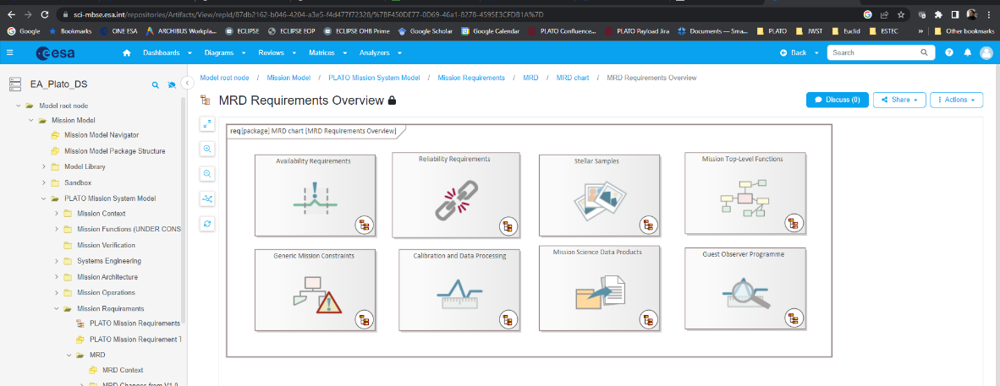 sci-mbse.esa.int/repositories/Artifacts/View/repId/87db2162-b046-4204-a3e5-f4d477f72328/%7BF450DE77-0D69-46a1-8278-4595E3CFDB1A%7D
Google Bookmarks ONE ESA ARCHIBUS Workpla... ECLIPSE ECLIPSE EOP ECLIPSE OHB Prime Google Scholar Google Calendar PLATO Confluence... PLATO Payload Jira Documents — Sma... PLATO JWST Euclid ESTEC » Other bookmarks
esa Dashboards Diagrams Reviews Matrices Analyzers Back Search
EA_Plato_DS
Model root node / Mission Model / PLATO Mission System Model / Mission Requirements / MRD / MRD chart / MRD Requirements Overview
MRD Requirements Overview
Discuss (0) Share Actions
Model root node
Mission Model
Mission Model Navigator
Mission Model Package Structure
Model Library
Sandbox
PLATO Mission System Model
Mission Context
Mission Functions (UNDER CONS
Mission Verification
Systems Engineering
Mission Architecture
Mission Operations
Mission Requirements
PLATO Mission Requirements
PLATO Mission Requirement T
MRD
MRD Context
MRD Changes from V1.0
req [package] MRD chart [MRD Requirements Overview]
Availability Requirements
Reliability Requirements
Stellar Samples
Mission Top-Level Functions
Generic Mission Constraints
Calibration and Data Processing
Mission Science Data Products
Guest Observer Programme